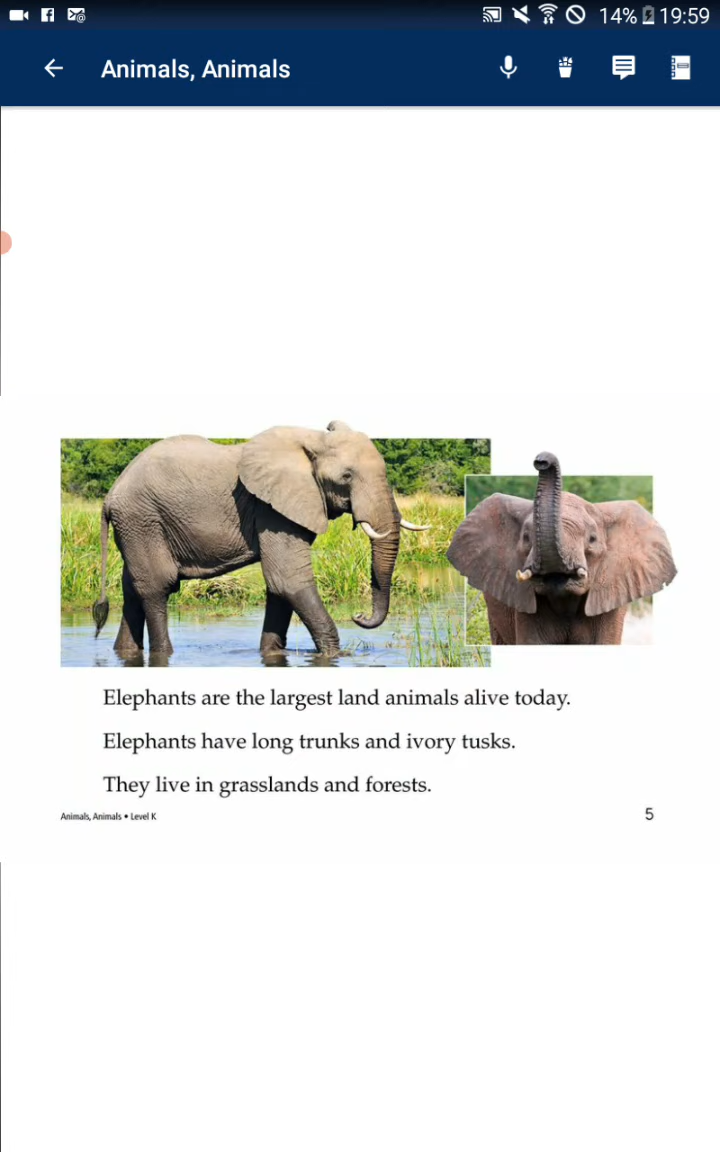 14% 19:59
Animals, Animals
Elephants are the largest land animals alive today.
Elephants have long trunks and ivory tusks.
They live in grasslands and forests.
Animals, Animals • Level K
5